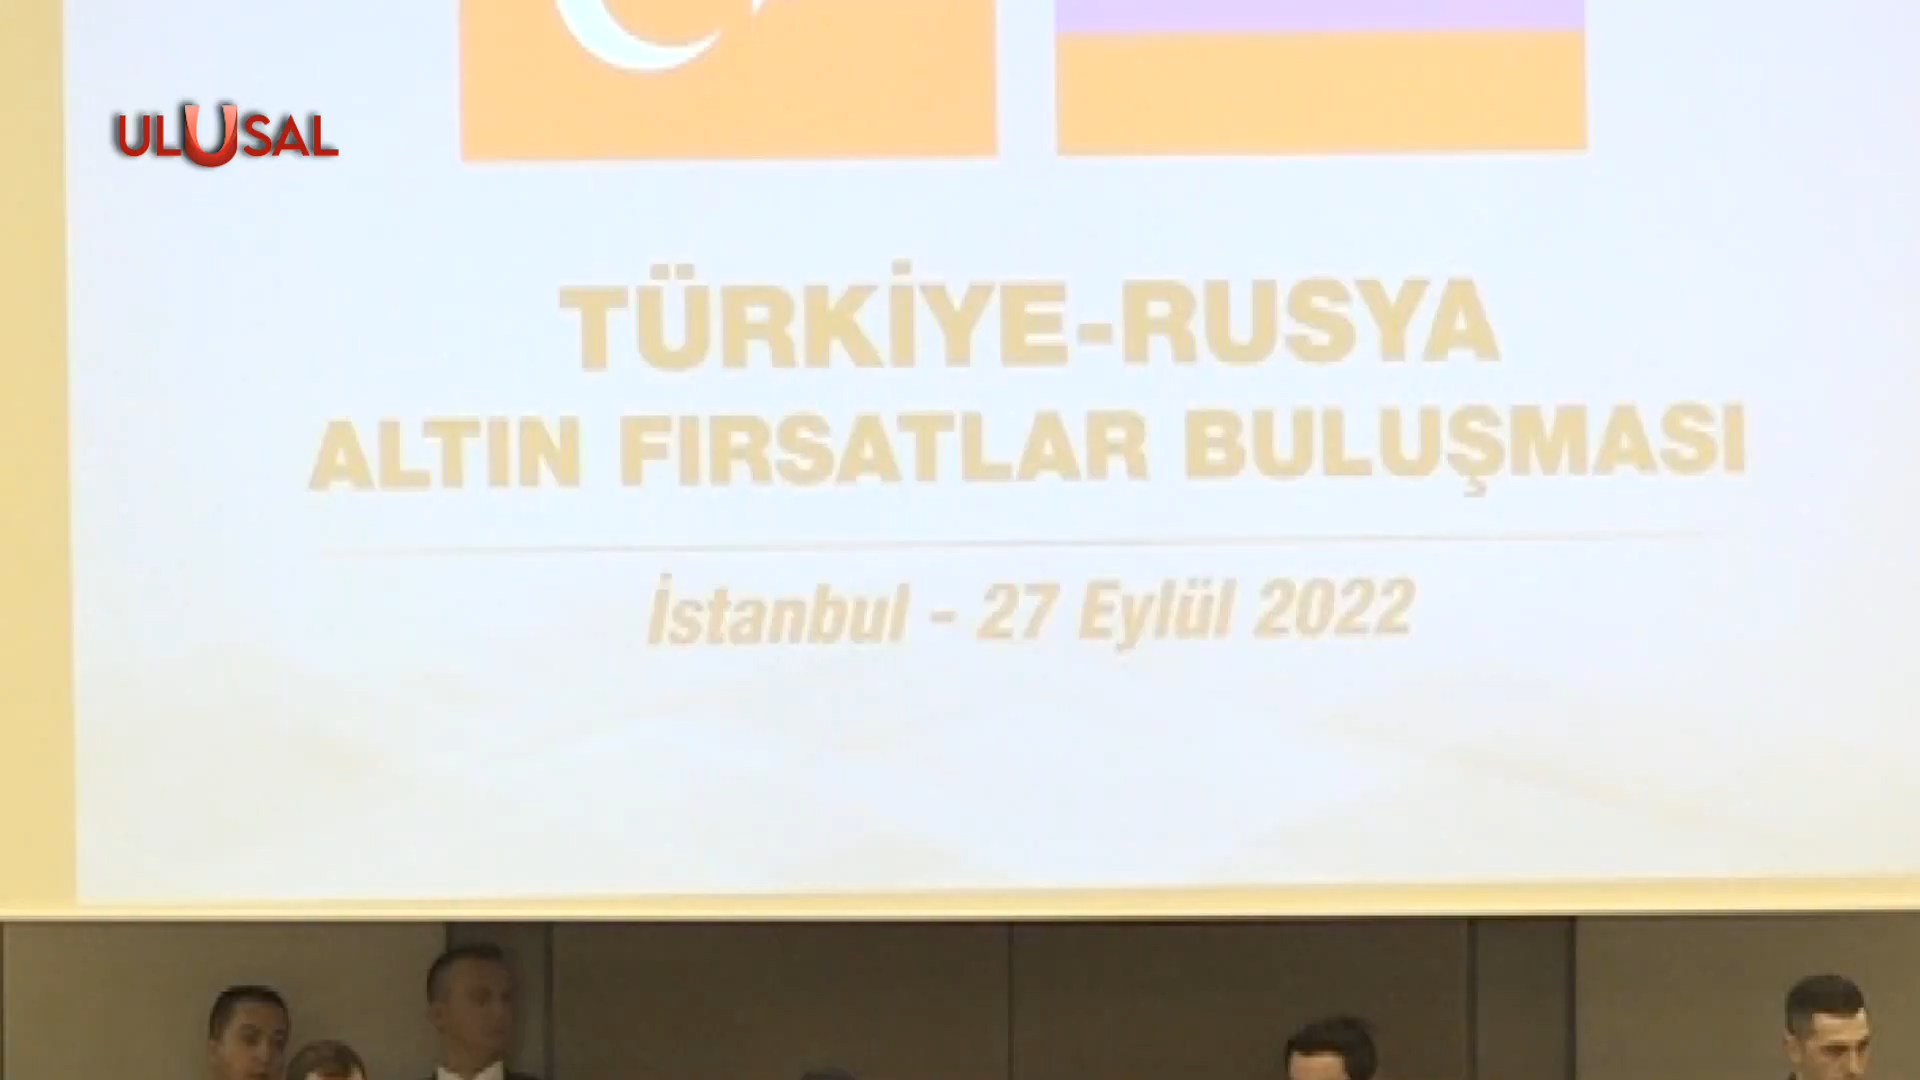 ULUSAL
TÜRKİYE-RUSYA
ALTIN FIRSATLAR BULUŞMASI
İstanbul - 27 Eylül 2022